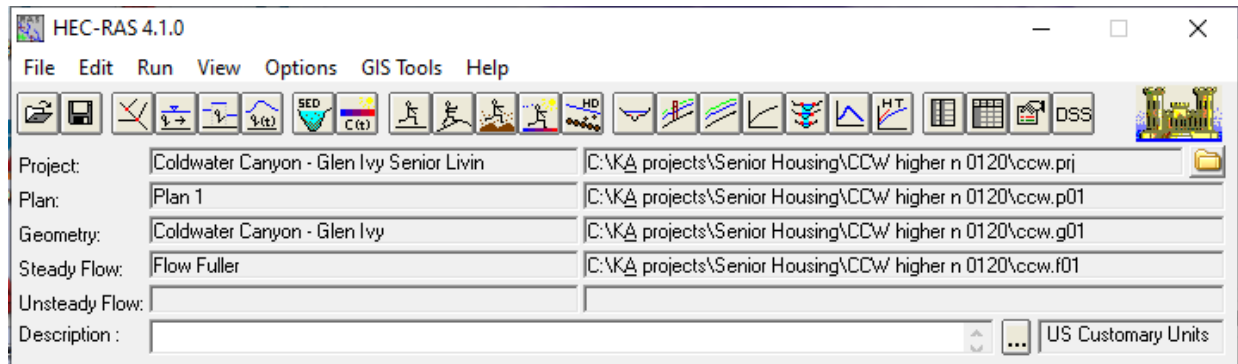 HEC-RAS 4.1.0
File Edit Run View Options GIS Tools Help
SED C(t) HD HT DSS
Project: Coldwater Canyon - Glen Ivy Senior Livin C:\KA projects\Senior Housing\CCW higher n 0120\ccw.prj
Plan: Plan 1 C:\KA projects\Senior Housing\CCW higher n 0120\ccw.p01
Geometry: Coldwater Canyon - Glen Ivy C:\KA projects\Senior Housing\CCW higher n 0120\ccw.g01
Steady Flow: Flow Fuller C:\KA projects\Senior Housing\CCW higher n 0120\ccw.f01
Unsteady Flow:
Description : ... US Customary Units